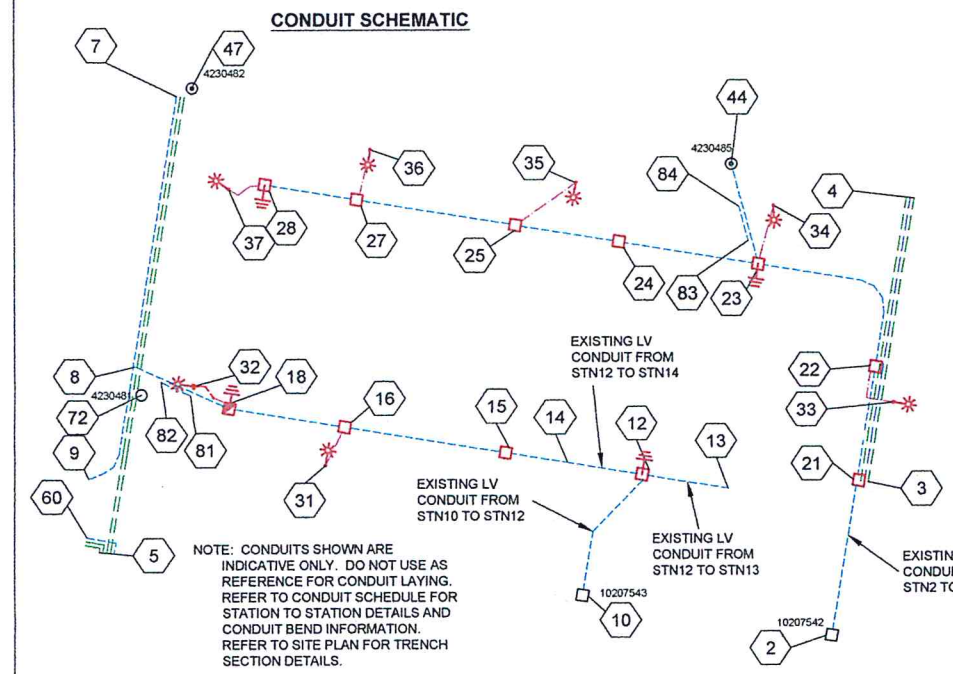 CONDUIT SCHEMATIC
7
47
4230482
44
4230485
36
35
84
4
34
37
28
27
25
24
83
23
EXISTING LV
CONDUIT FROM
STN12 TO STN14
22
33
8
32
18
16
15
14
12
13
4230481
72
82
81
9
31
21
3
60
5
EXISTING LV
CONDUIT FROM
STN10 TO STN12
EXISTING LV
CONDUIT FROM
STN12 TO STN13
EXISTIN
CONDUI
STN2 TO
NOTE: CONDUITS SHOWN ARE
INDICATIVE ONLY. DO NOT USE AS
REFERENCE FOR CONDUIT LAYING.
REFER TO CONDUIT SCHEDULE FOR
STATION TO STATION DETAILS AND
CONDUIT BEND INFORMATION.
REFER TO SITE PLAN FOR TRENCH
SECTION DETAILS.
10207543
10
10207542
2